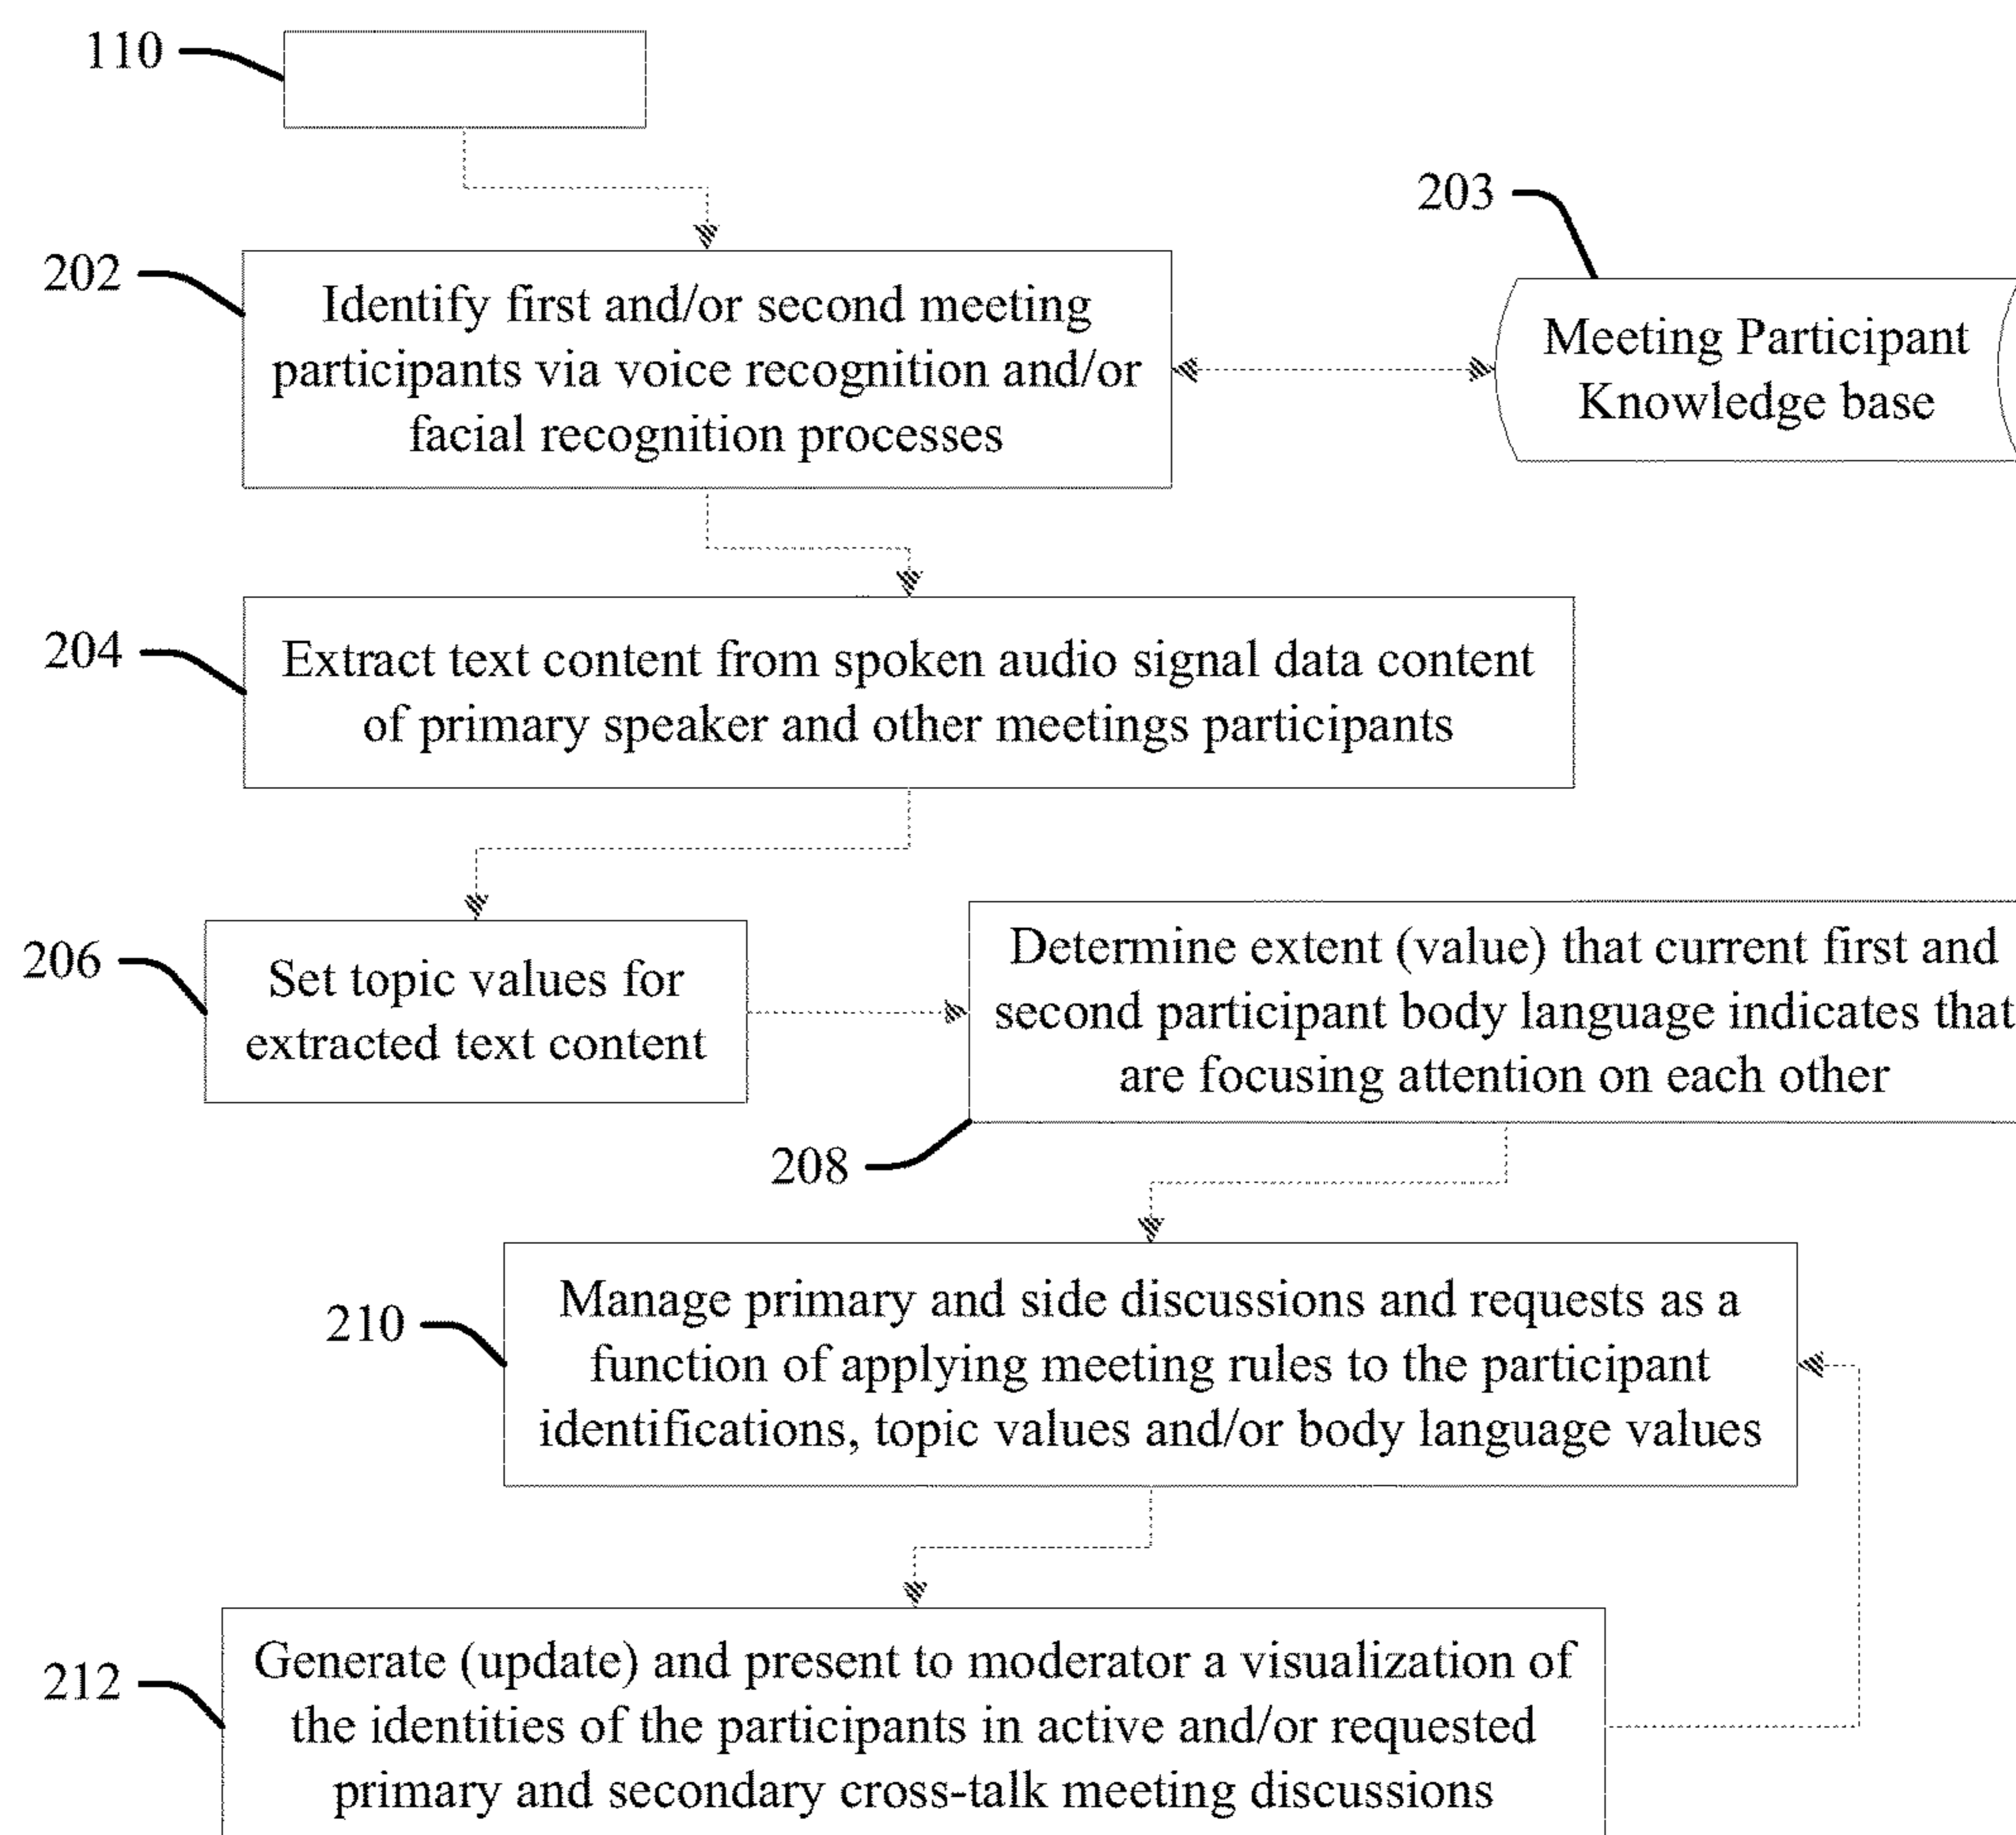 110
203
202
Identify first and/or second meeting
participants via voice recognition and/or
facial recognition processes
Meeting Participant
Knowledge base
204
Extract text content from spoken audio signal data content
of primary speaker and other meetings participants
206
Set topic values for
extracted text content
Determine extent (value) that current first and
second participant body language indicates that
are focusing attention on each other
208
210
Manage primary and side discussions and requests as a
function of applying meeting rules to the participant
identifications, topic values and/or body language values
212
Generate (update) and present to moderator a visualization of
the identities of the participants in active and/or requested
primary and secondary cross-talk meeting discussions